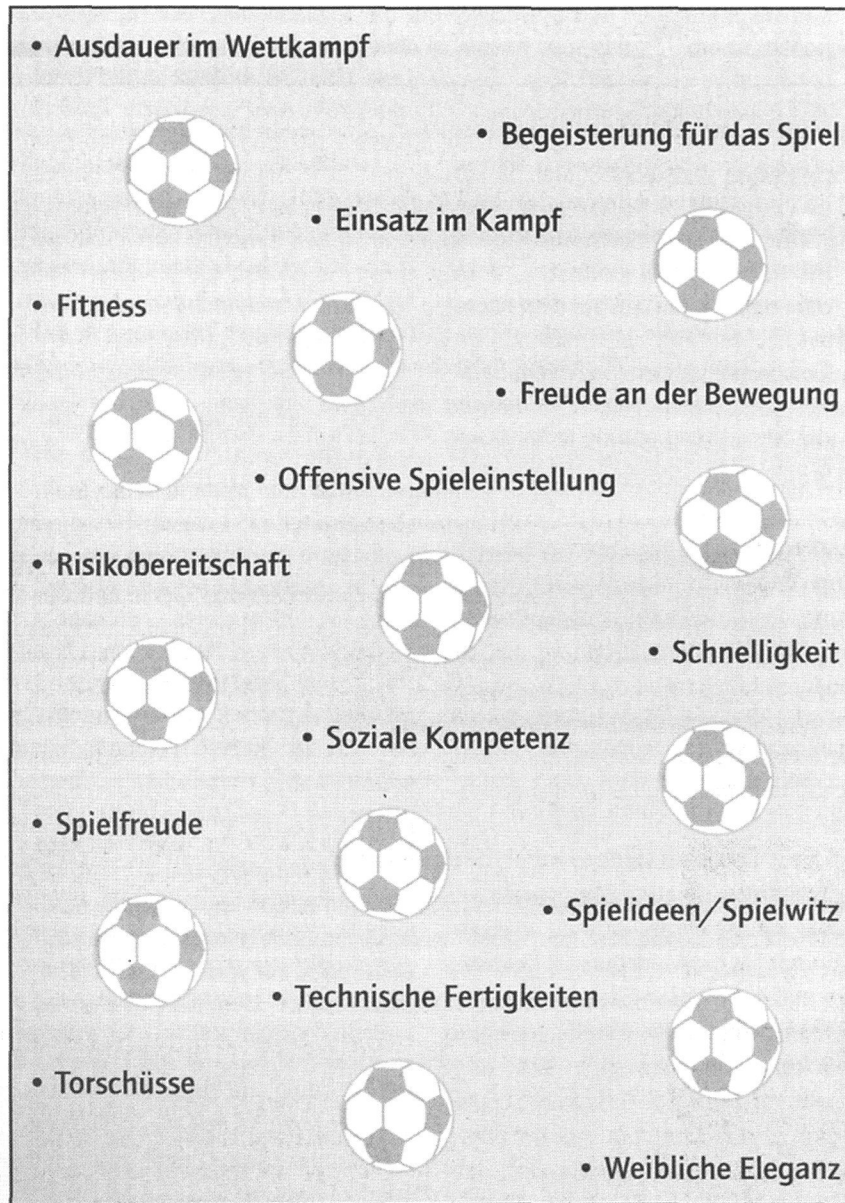 • Ausdauer im Wettkampf
• Begeisterung für das Spiel
• Einsatz im Kampf
• Fitness
• Freude an der Bewegung
• Offensive Spieleinstellung
• Risikobereitschaft
• Schnelligkeit
• Soziale Kompetenz
• Spielfreude
• Spielideen/Spielwitz
• Technische Fertigkeiten
• Torschüsse
• Weibliche Eleganz